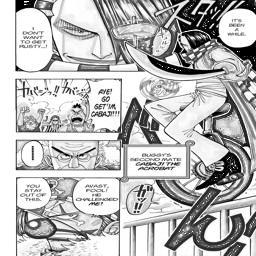 IT'S
BEEN A
WHILE.
I
DON'T
WANT TO
GET
RUSTY...!
RIE!
GO
GET'IM,
CABAJI!!!
BUGGY'S
SECOND MATE
CABAJI THE
ACROBAT
!
AVAST,
FOOL! HE
CHALLENGED
ME!
YOU
STAY OUT
OF THIS.